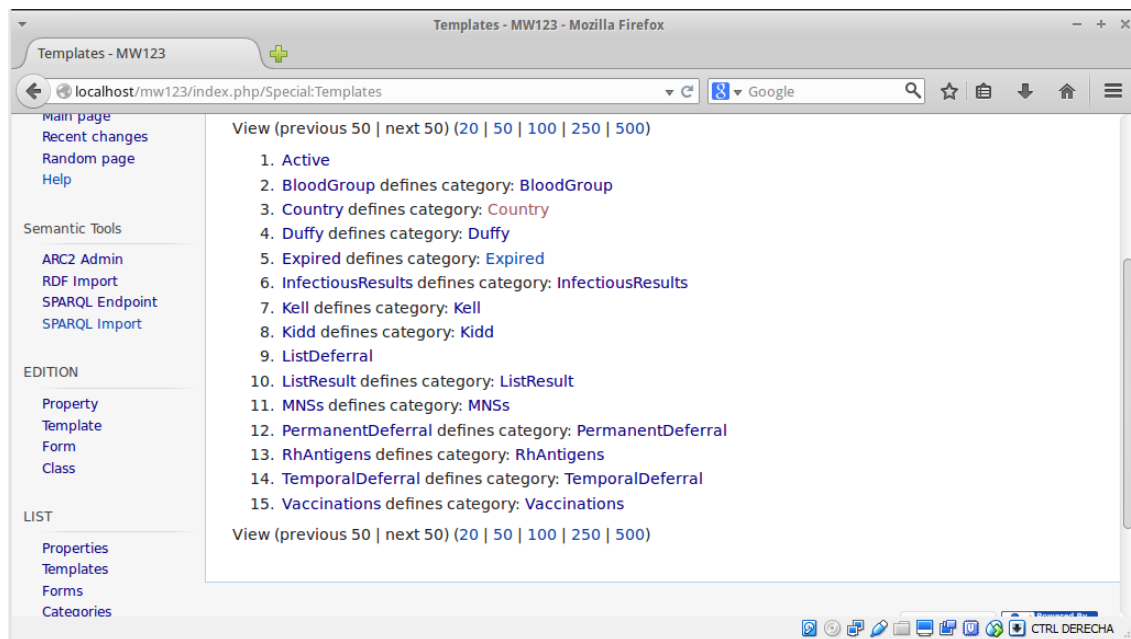 Templates - MW123 - Mozilla Firefox
Templates - MW123
localhost/mw123/index.php/Special:Templates
Google
Main page
Recent changes
Random page
Help
Semantic Tools
ARC2 Admin
RDF Import
SPARQL Endpoint
SPARQL Import
EDITION
Property
Template
Form
Class
LIST
Properties
Templates
Forms
Categories
View (previous 50 | next 50) (20 | 50 | 100 | 250 | 500)
1. Active
2. BloodGroup defines category: BloodGroup
3. Country defines category: Country
4. Duffy defines category: Duffy
5. Expired defines category: Expired
6. InfectiousResults defines category: InfectiousResults
7. Kell defines category: Kell
8. Kidd defines category: Kidd
9. ListDeferral
10. ListResult defines category: ListResult
11. MNSs defines category: MNSs
12. PermanentDeferral defines category: PermanentDeferral
13. RhAntigens defines category: RhAntigens
14. TemporalDeferral defines category: TemporalDeferral
15. Vaccinations defines category: Vaccinations
View (previous 50 | next 50) (20 | 50 | 100 | 250 | 500)
CTRL DERECHA